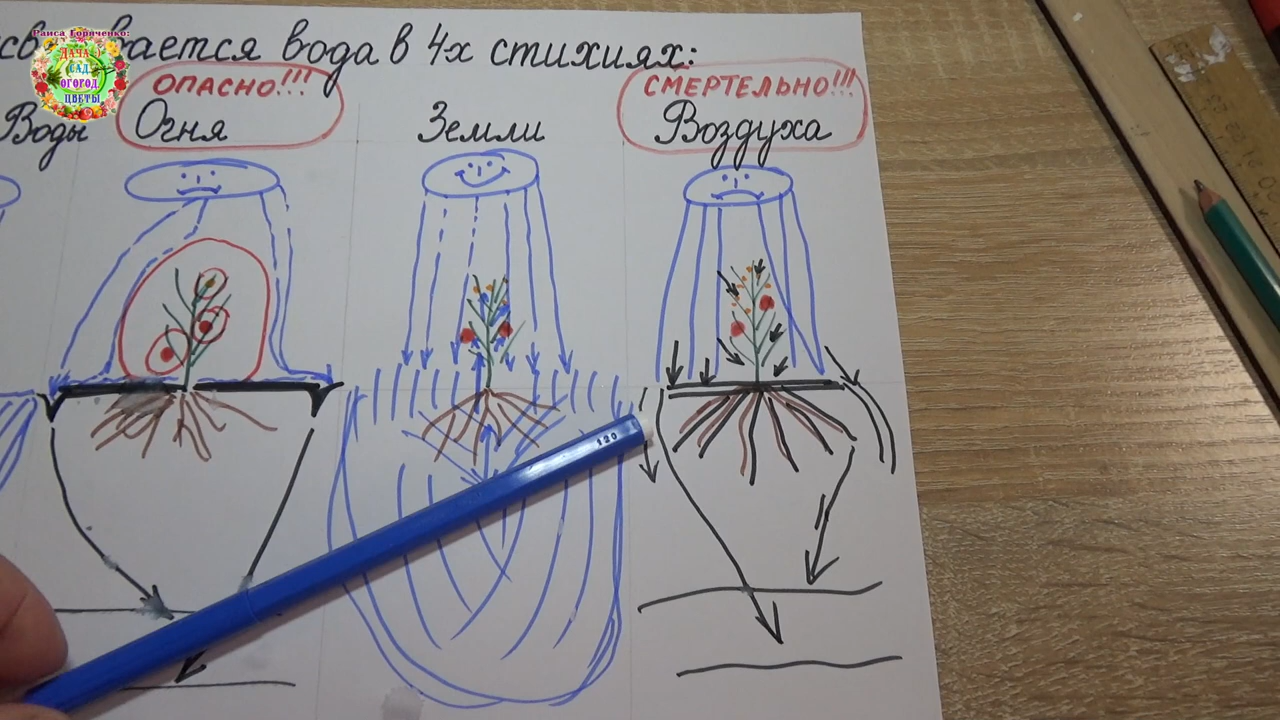 Раиса Горяченко:
ДАЧА
САД
ОГОРОД
ЦВЕТЫ
вается вода в 4х стихиях:
ОПАСНО!!!
СМЕРТЕЛЬНО!!!
Воды Огня Земли Воздуха
120